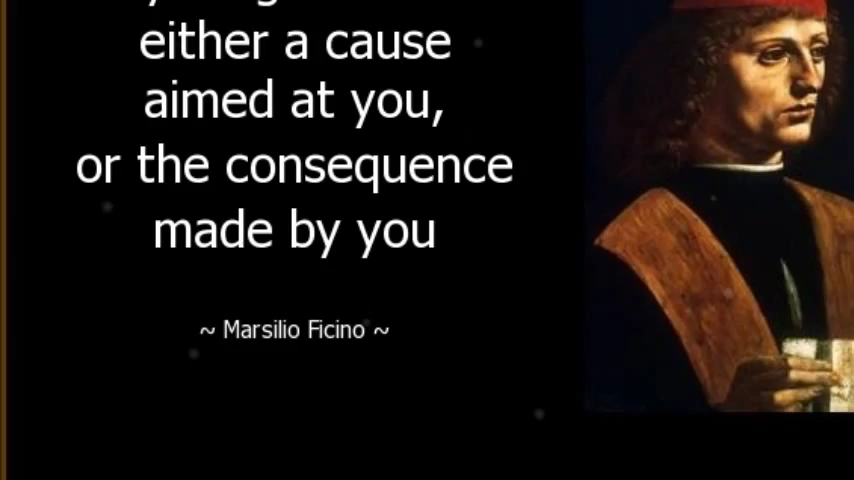 either a cause
aimed at you,
or the consequence
made by you
~ Marsilio Ficino ~